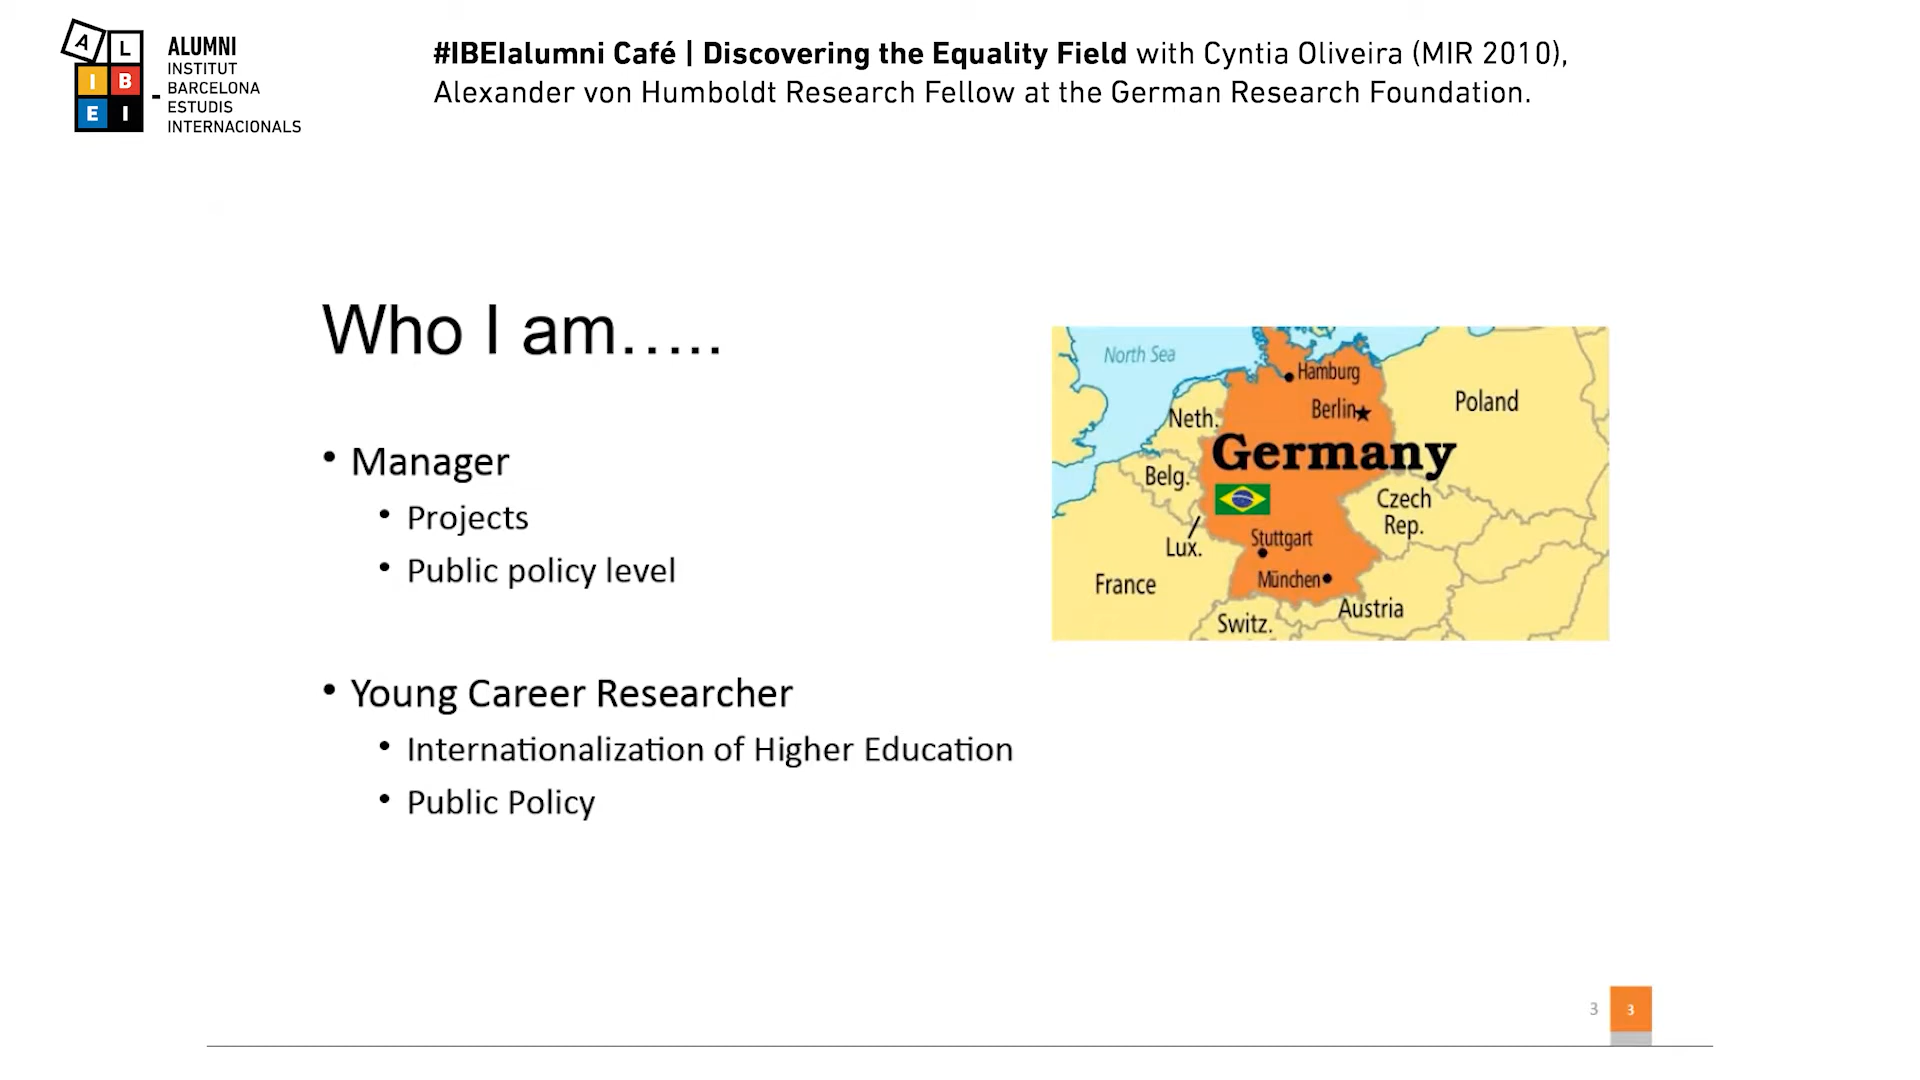 A L
I B
E I
ALUMNI
INSTITUT
BARCELONA
ESTUDIS
INTERNACIONALS
#IBEIalumni Café | Discovering the Equality Field with Cyntia Oliveira (MIR 2010),
Alexander von Humboldt Research Fellow at the German Research Foundation.
Who I am…..
• Manager
• Projects
• Public policy level
• Young Career Researcher
• Internationalization of Higher Education
• Public Policy
North Sea
Hamburg
Berlin
Poland
Neth.
Germany
Belg.
Czech
Rep.
Lux.
Stuttgart
München
France
Austria
Switz.
3
3